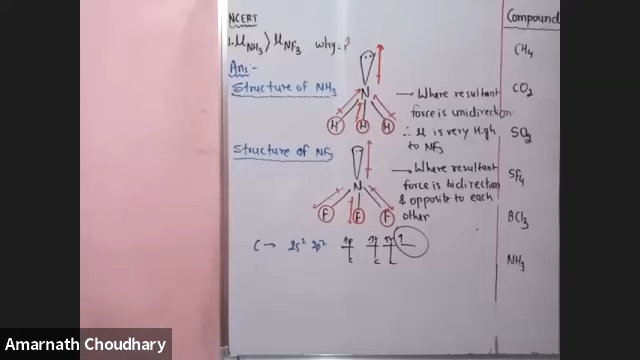 NCERT
μNH3 > μNF3 why?
Ans:-
Structure of NH3
N
H H H
→ Where resultant
force is unidirection
∴ μ is very High
to NF3
Structure of NF3
N
F F F
→ Where resultant
force is bidirection
& opposite to each
other
C → 2s² 2p²
Compound
CH4
CO2
SO2
SF4
BCl3
NH3
Amarnath Choudhary